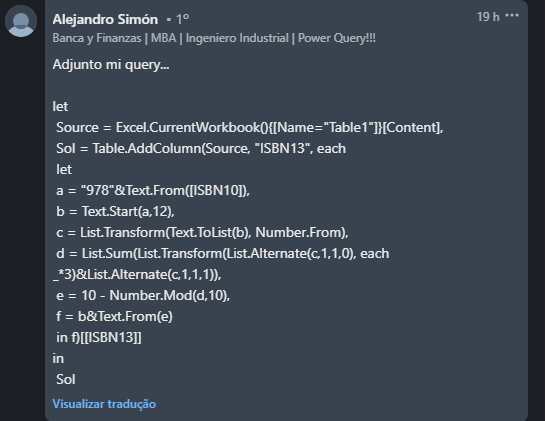 Alejandro Simón • 1º
19 h •••
Banca y Finanzas | MBA | Ingeniero Industrial | Power Query!!!
Adjunto mi query...
let
Source = Excel.CurrentWorkbook(){[Name="Table1"]}[Content],
Sol = Table.AddColumn(Source, "ISBN13", each
let
a = "978"&Text.From([ISBN10]),
b = Text.Start(a,12),
c = List.Transform(Text.ToList(b), Number.From),
d = List.Sum(List.Transform(List.Alternate(c,1,1,0), each
_*3)&List.Alternate(c,1,1,1)),
e = 10 - Number.Mod(d,10),
f = b&Text.From(e)
in f)[[ISBN13]]
in
Sol
Visualizar tradução